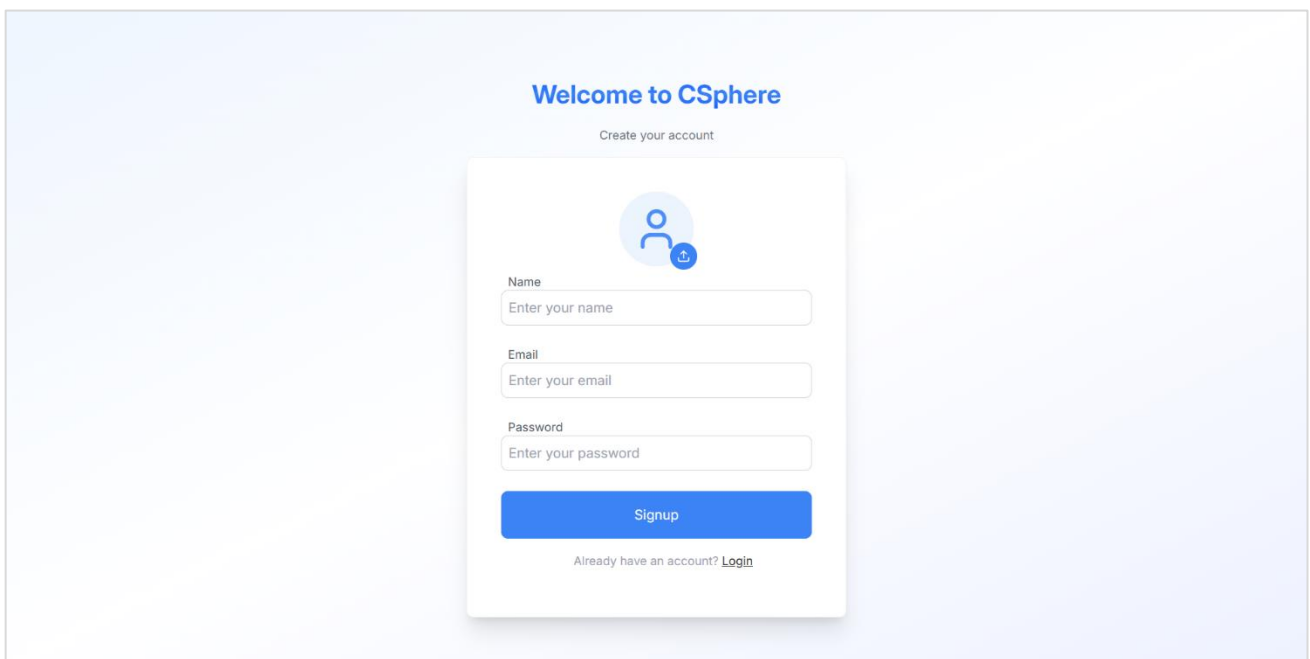 Welcome to CSphere
Create your account
Name
Enter your name
Email
Enter your email
Password
Enter your password
Signup
Already have an account? Login